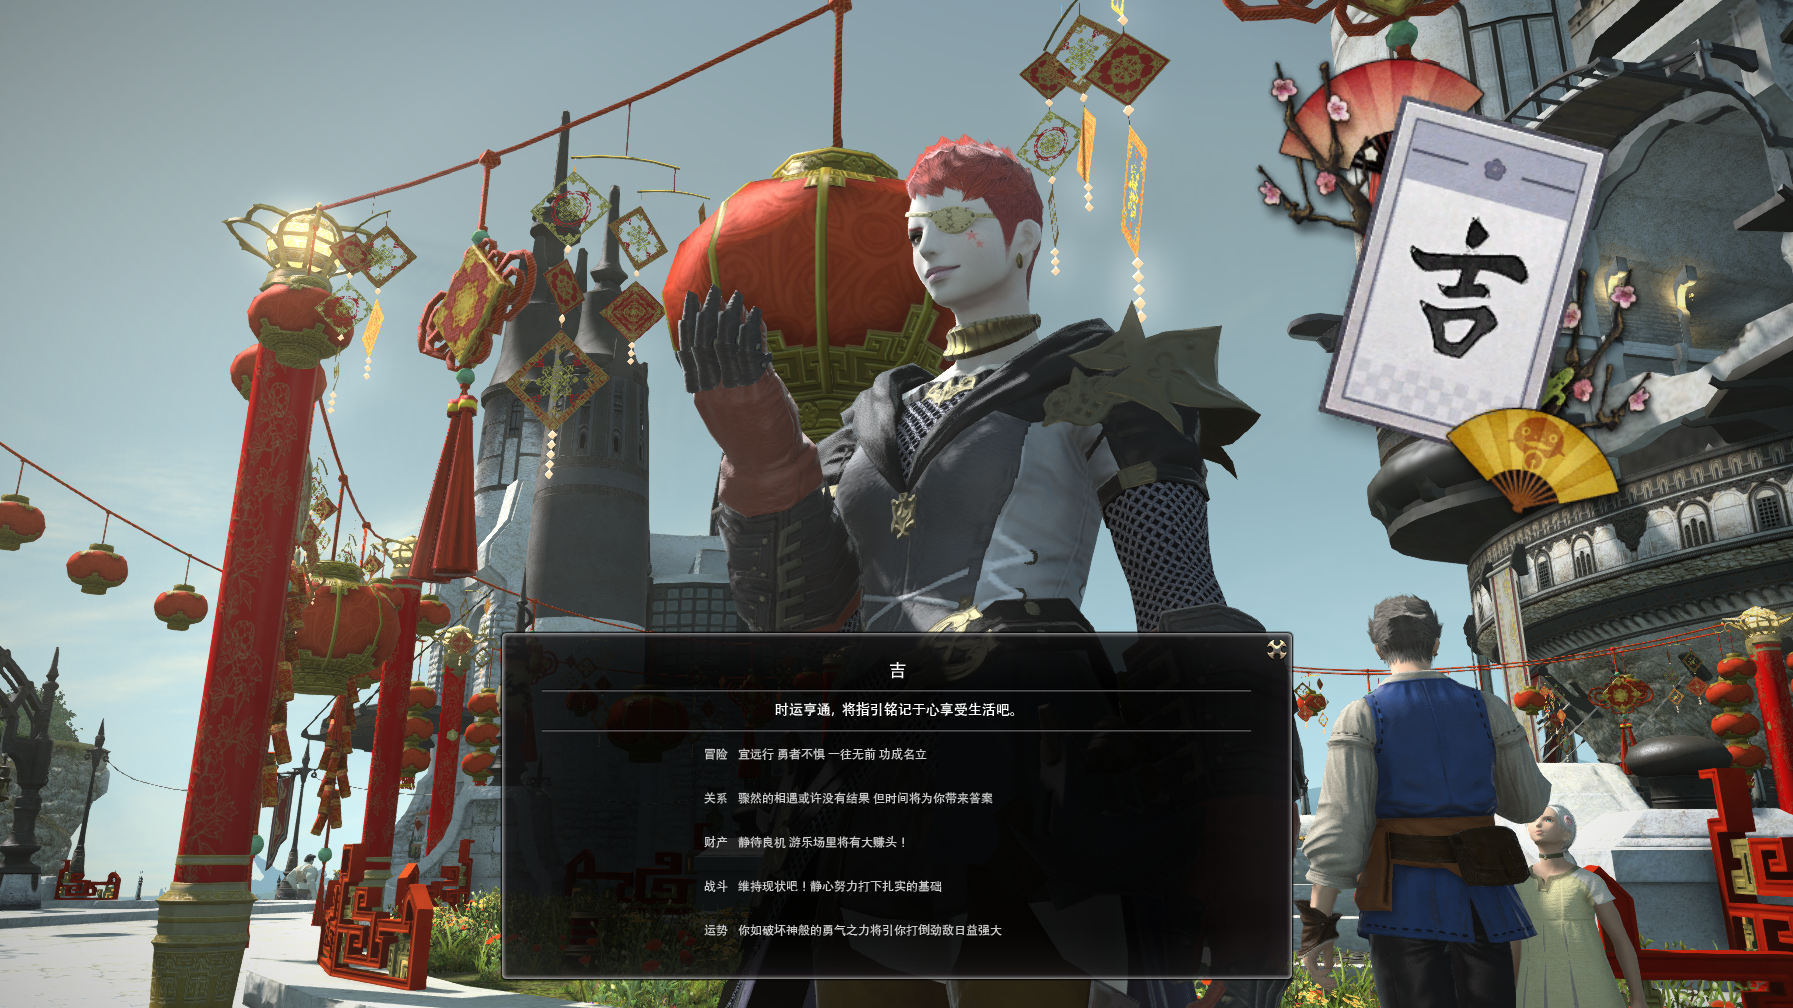 吉
吉
时运亨通，将指引铭记于心享受生活吧。
冒险 宜远行 勇者不惧 一往无前 功成名立
关系 骤然的相遇或许没有结果 但时间将为你带来答案
财产 静待良机 游乐场里将有大赚头！
战斗 维持现状吧！静心努力打下扎实的基础
运势 你如破坏神般的勇气之力将引你打倒劲敌日益强大